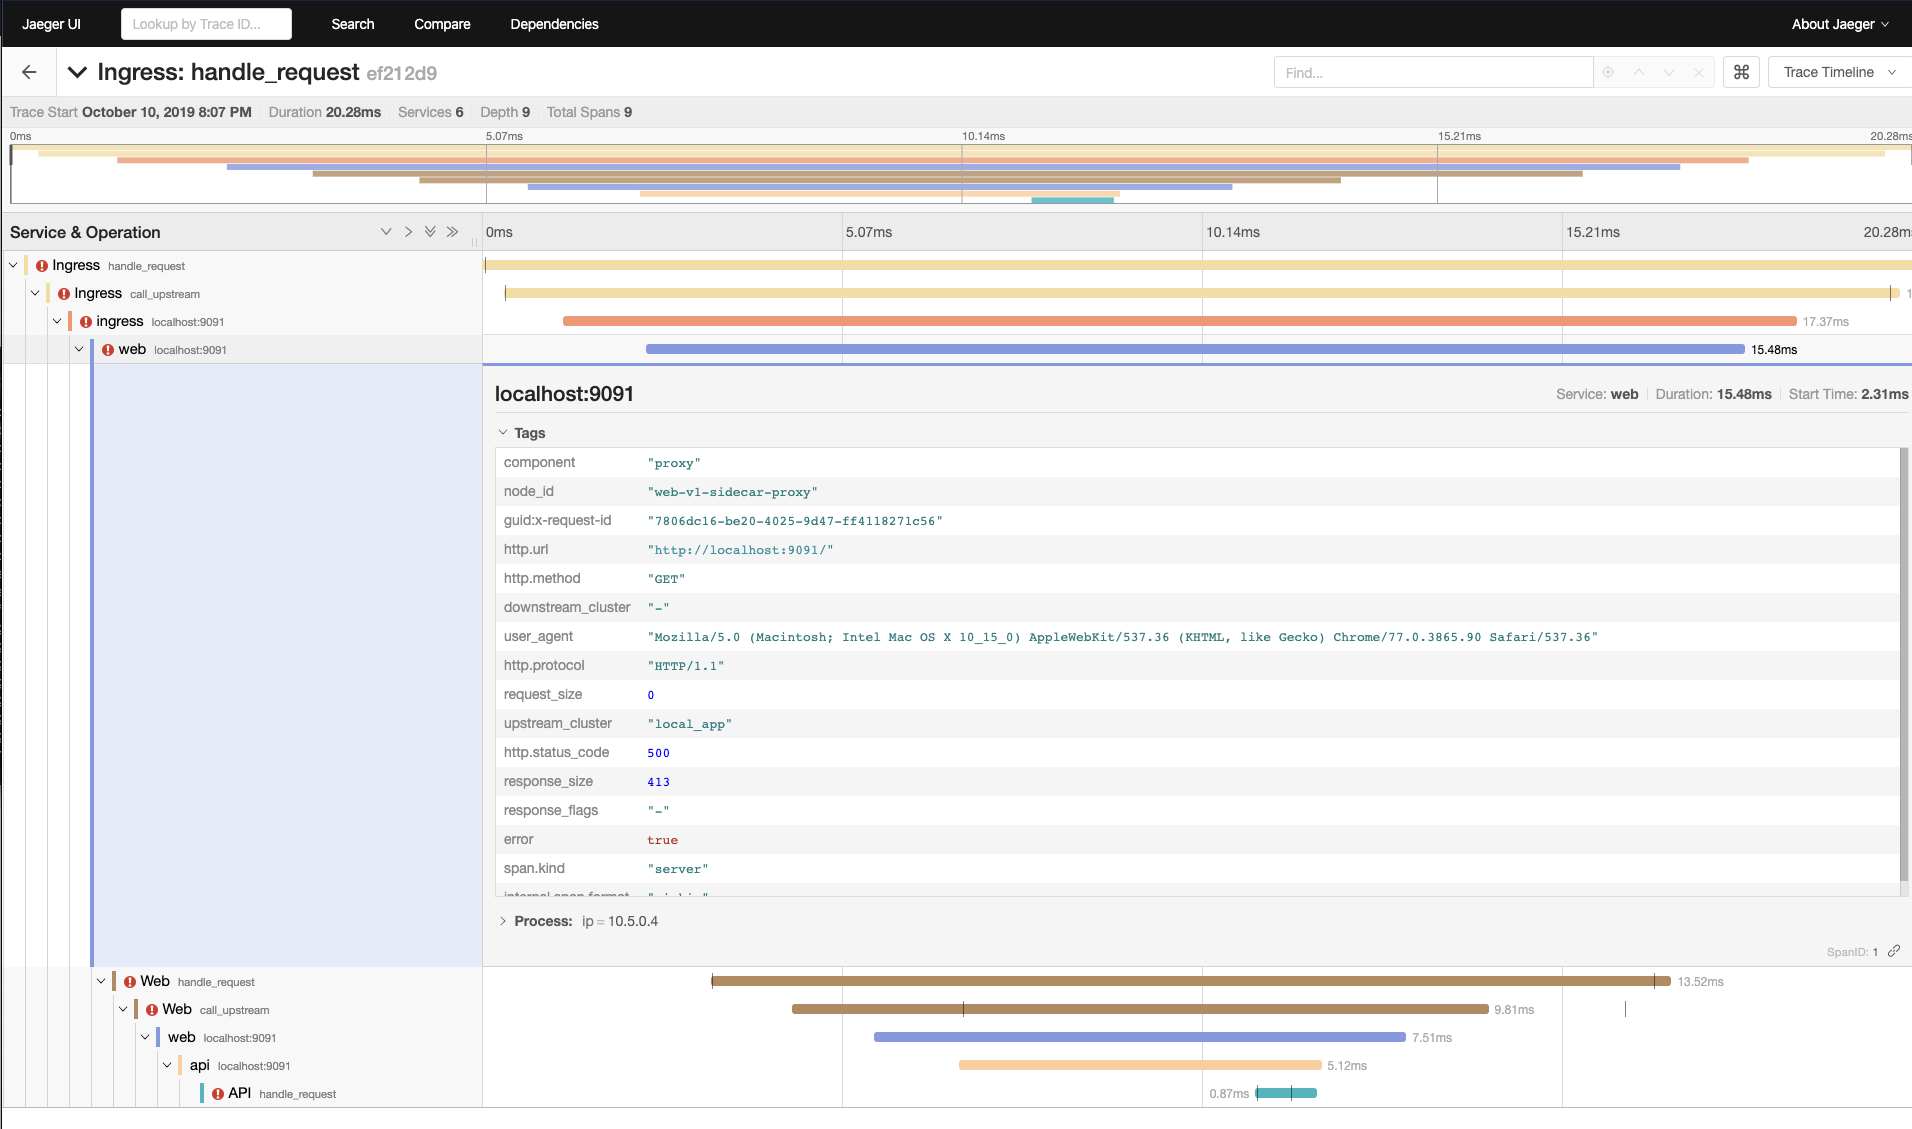 Jaeger UI Lookup by Trace ID... Search Compare Dependencies About Jaeger
Ingress: handle_request ef212d9 Find... ⌘ Trace Timeline
Trace Start October 10, 2019 8:07 PM Duration 20.28ms Services 6 Depth 9 Total Spans 9
0ms 5.07ms 10.14ms 15.21ms 20.28ms
Service & Operation 0ms 5.07ms 10.14ms 15.21ms 20.28m
Ingress handle_request
Ingress call_upstream 1
ingress localhost:9091 17.37ms
web localhost:9091 15.48ms
localhost:9091 Service: web Duration: 15.48ms Start Time: 2.31ms
Tags
component "proxy"
node_id "web-v1-sidecar-proxy"
guid:x-request-id "7806dc16-be20-4025-9d47-ff4118271c56"
http.url "http://localhost:9091/"
http.method "GET"
downstream_cluster "-"
user_agent "Mozilla/5.0 (Macintosh; Intel Mac OS X 10_15_0) AppleWebKit/537.36 (KHTML, like Gecko) Chrome/77.0.3865.90 Safari/537.36"
http.protocol "HTTP/1.1"
request_size 0
upstream_cluster "local_app"
http.status_code 500
response_size 413
response_flags "-"
error true
span.kind "server"
Process: ip = 10.5.0.4
SpanID: 1
Web handle_request 13.52ms
Web call_upstream 9.81ms
web localhost:9091 7.51ms
api localhost:9091 5.12ms
API handle_request 0.87ms